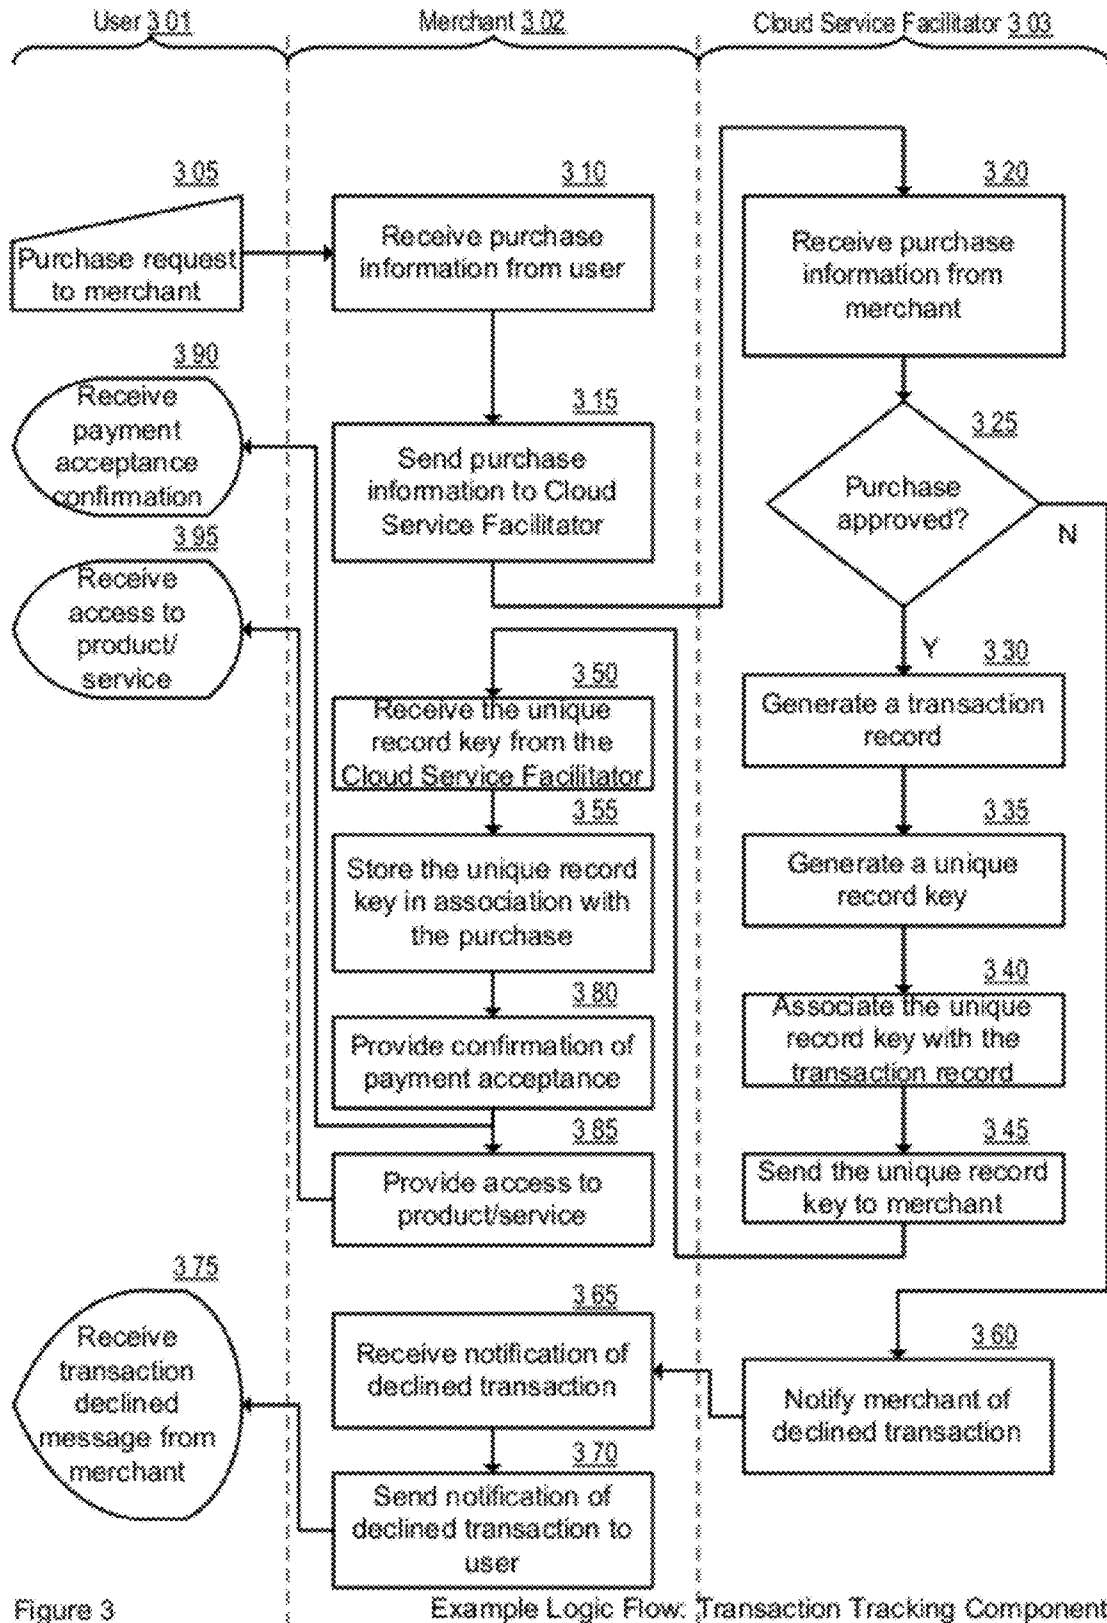 User 3.01
Merchant 3.02
Cloud Service Facilitator 3.03
3.05
Purchase request
to merchant
3.10
Receive purchase
information from user
3.15
Send purchase
information to Cloud
Service Facilitator
3.20
Receive purchase
information from
merchant
3.25
Purchase
approved?
N
Y
3.30
Generate a transaction
record
3.35
Generate a unique
record key
3.40
Associate the unique
record key with the
transaction record
3.45
Send the unique record
key to merchant
3.50
Receive the unique
record key from the
Cloud Service Facilitator
3.55
Store the unique record
key in association with
the purchase
3.80
Provide confirmation of
payment acceptance
3.85
Provide access to
product/service
3.90
Receive
payment
acceptance
confirmation
3.95
Receive
access to
product/
service
3.60
Notify merchant of
declined transaction
3.65
Receive notification of
declined transaction
3.70
Send notification of
declined transaction to
user
3.75
Receive
transaction
declined
message from
merchant
Figure 3
Example Logic Flow: Transaction Tracking Component